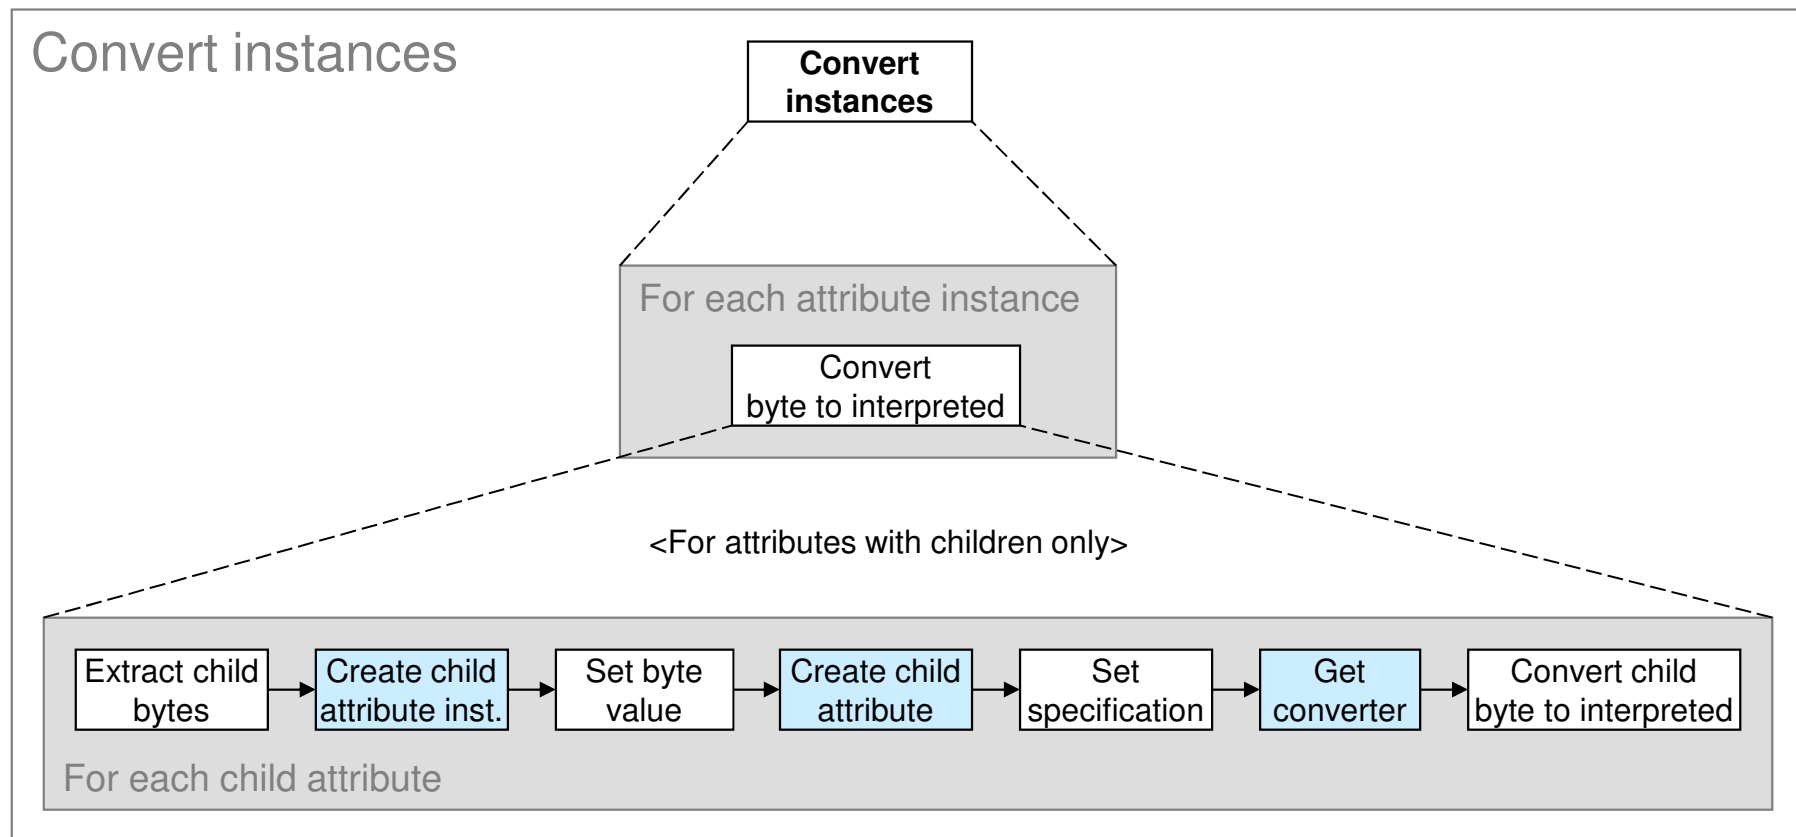 Convert instances
Convert
instances
For each attribute instance
Convert
byte to interpreted
<For attributes with children only>
Extract child
bytes
Create child
attribute inst.
Set byte
value
Create child
attribute
Set
specification
Get
converter
Convert child
byte to interpreted
For each child attribute